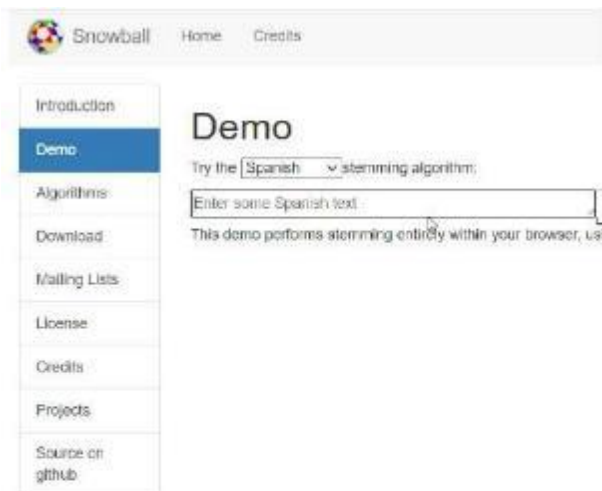 Snowball Home Credits
Introduction
Demo
Algorithms
Download
Mailing Lists
License
Credits
Projects
Source on
github
Demo
Try the Spanish stemming algorithm:
Enter some Spanish text
This demo performs stemming entirely within your browser, us